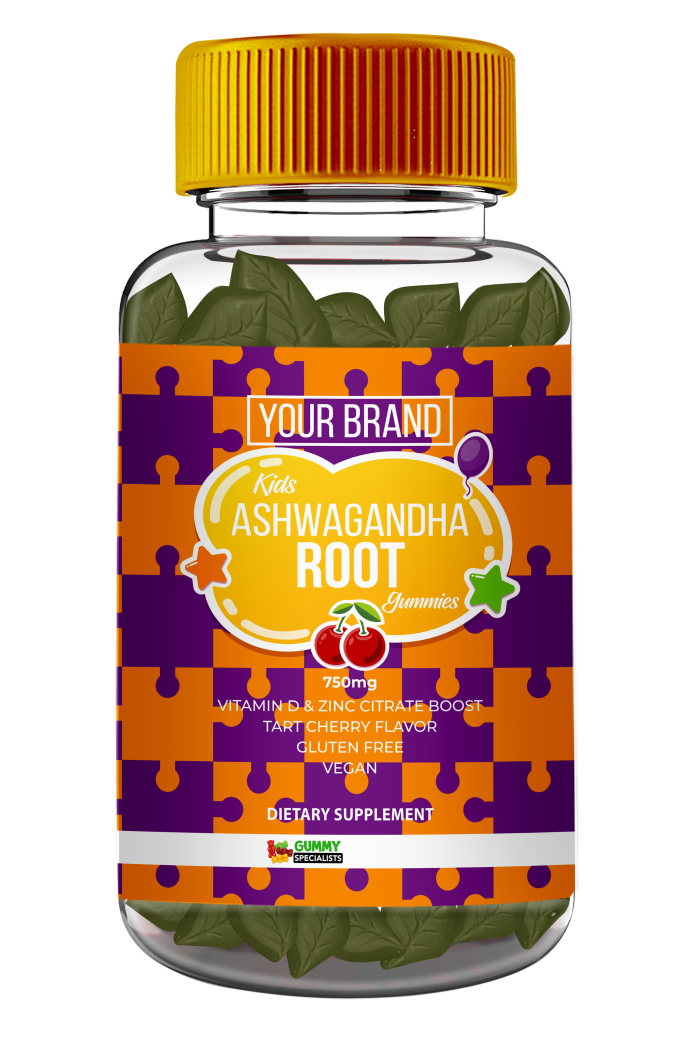 YOUR BRAND
Kids
ASHWAGANDHA
ROOT
Gummies
750mg
VITAMIN D & ZINC CITRATE BOOST
TART CHERRY FLAVOR
GLUTEN FREE
VEGAN
DIETARY SUPPLEMENT
GUMMY
SPECIALISTS